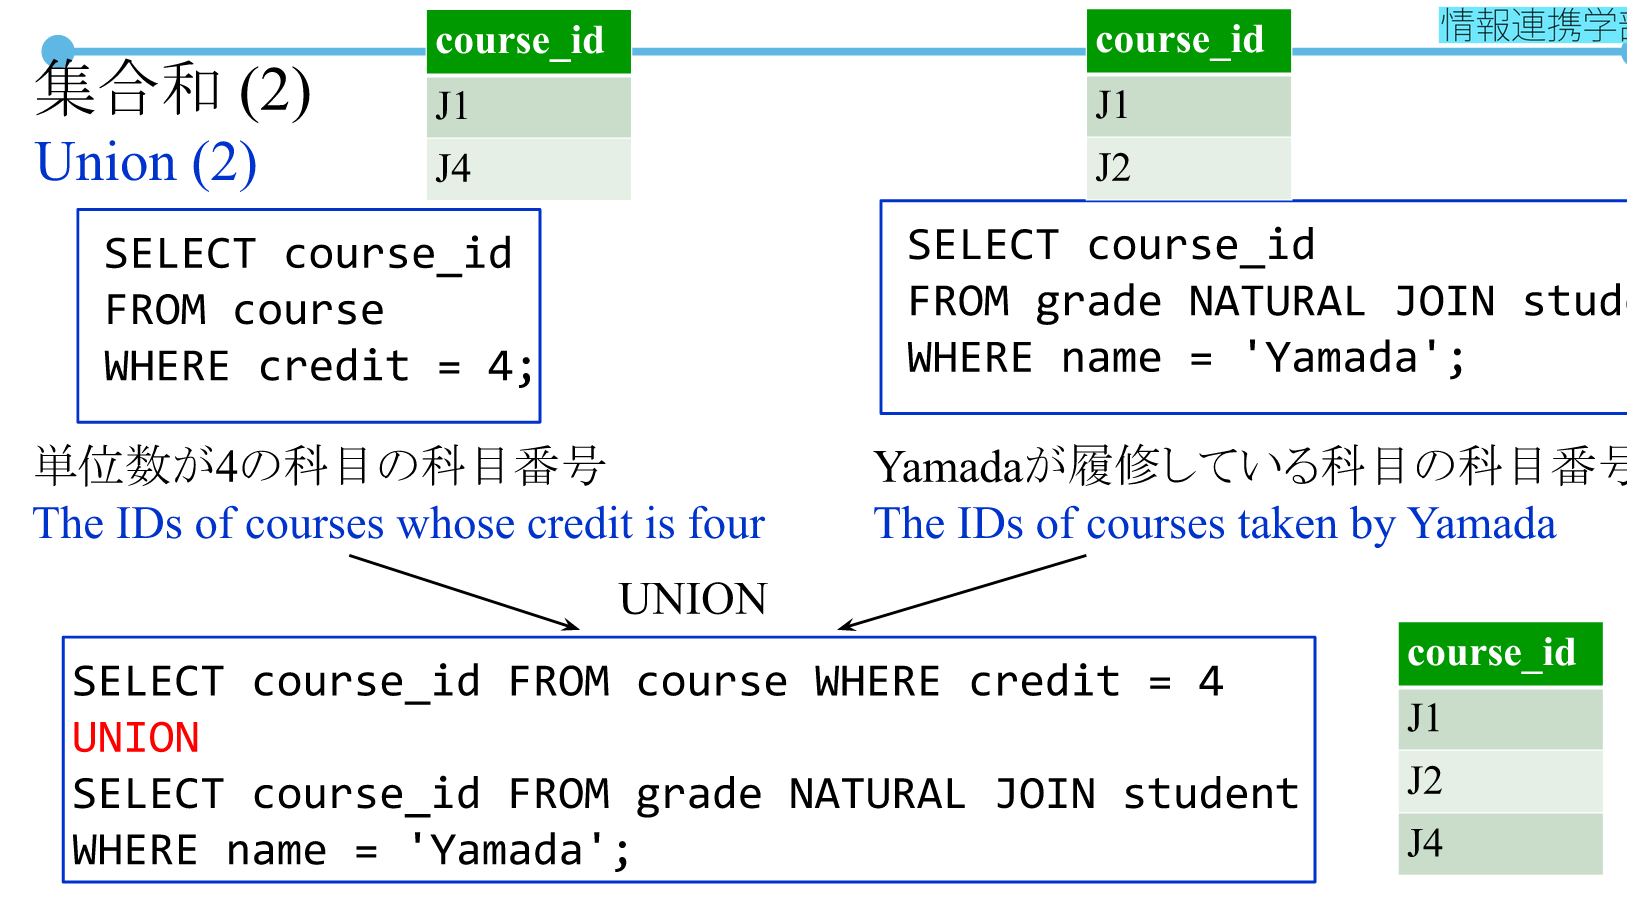 情報連携学
集合和 (2)
Union (2)
course_id
J1
J4
course_id
J1
J2
SELECT course_id
FROM course
WHERE credit = 4;
SELECT course_id
FROM grade NATURAL JOIN
WHERE name = 'Yamada';
単位数が4の科目の科目番号
The IDs of courses whose credit is four
Yamadaが履修している科目の科目番号
The IDs of courses taken by Yamada
UNION
SELECT course_id FROM course WHERE credit = 4
UNION
SELECT course_id FROM grade NATURAL JOIN student
WHERE name = 'Yamada';
course_id
J1
J2
J4